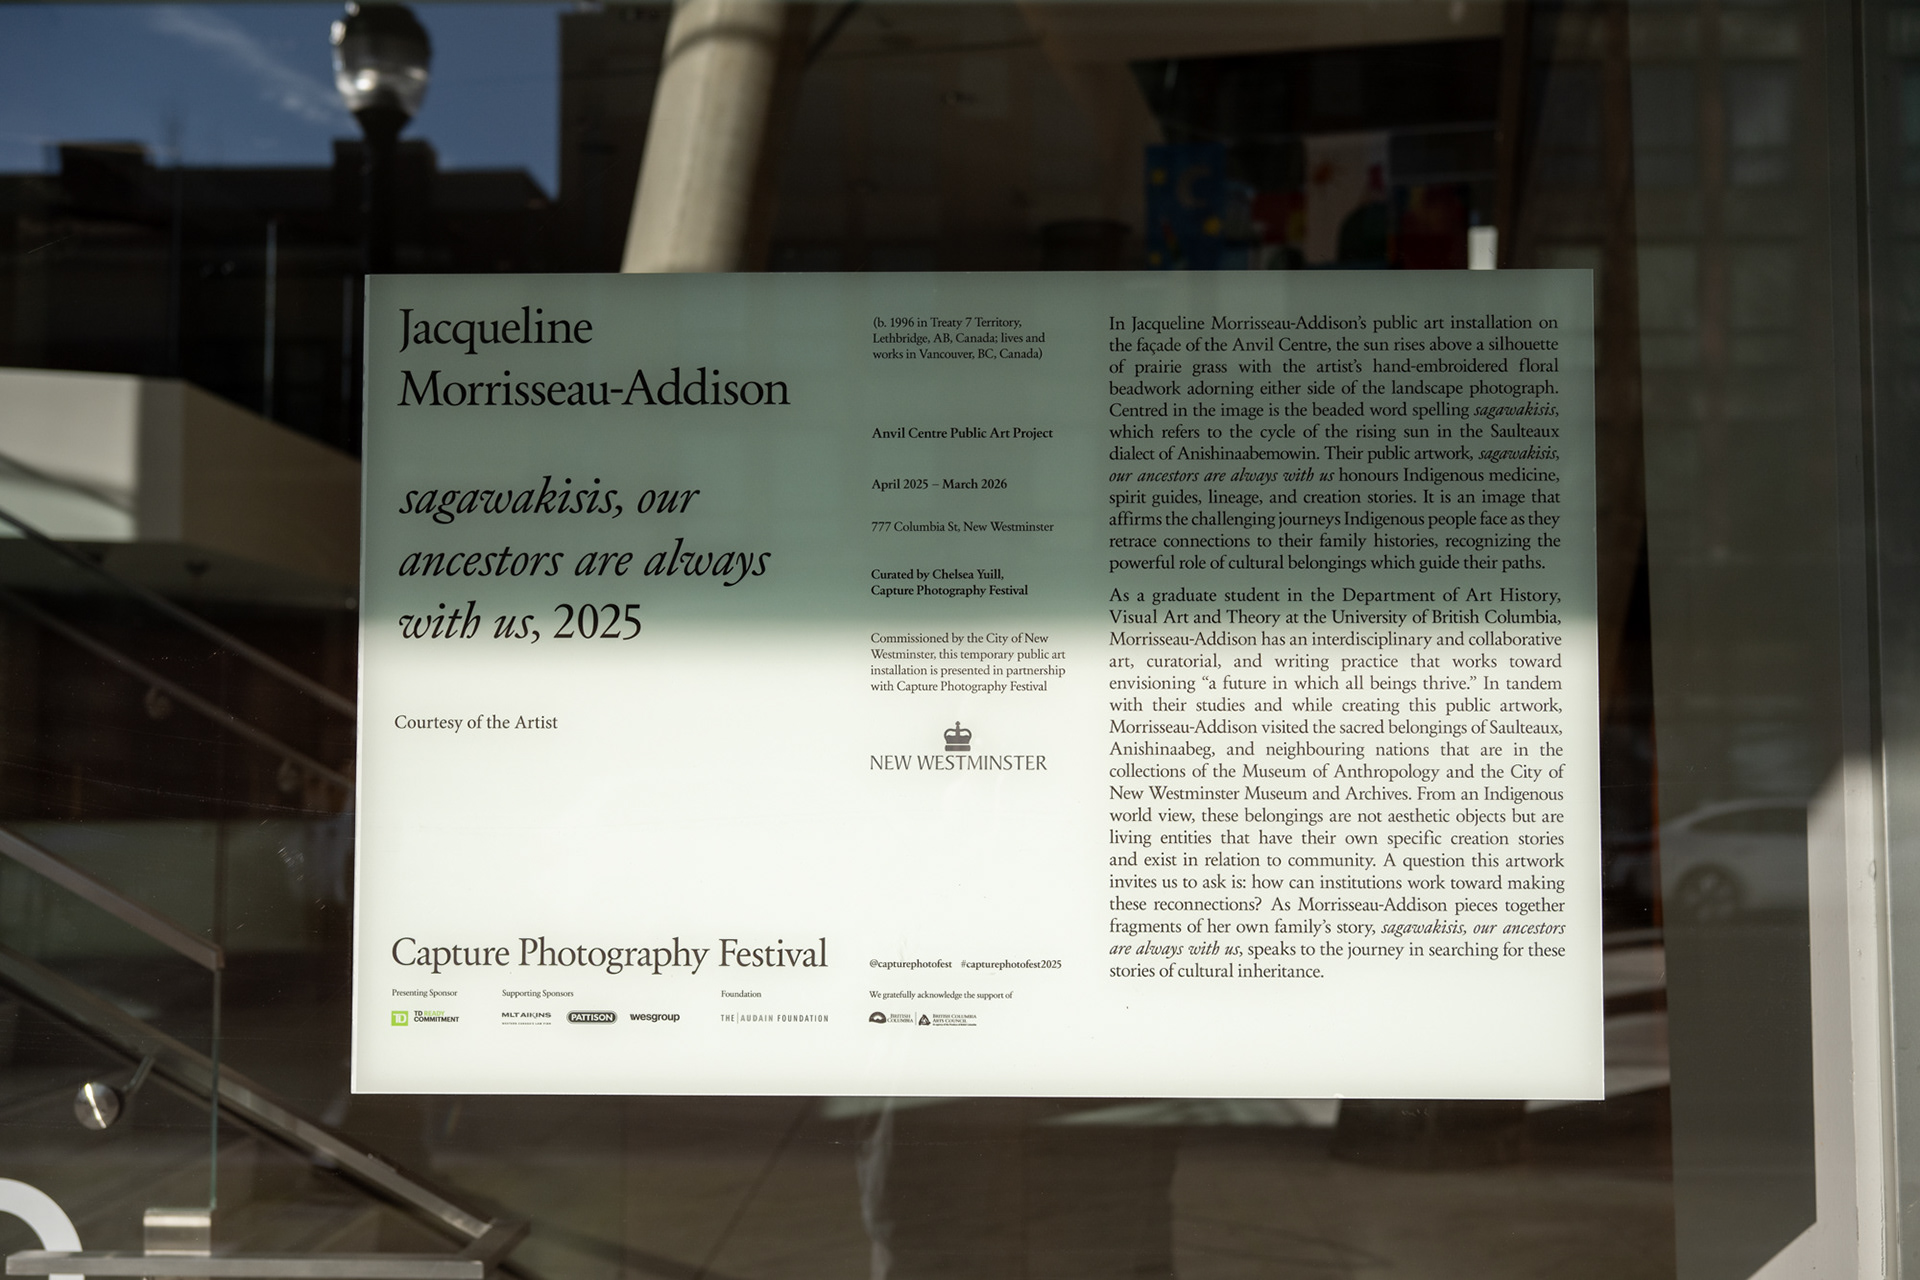 Jacqueline
Morrisseau-Addison
sagawakisis, our
ancestors are always
with us, 2025
Courtesy of the Artist
(b. 1996 in Treaty 7 Territory,
Lethbridge, AB, Canada; lives and
works in Vancouver, BC, Canada)
Anvil Centre Public Art Project
April 2025 – March 2026
777 Columbia St, New Westminster
Curated by Chelsea Yuill,
Capture Photography Festival
Commissioned by the City of New
Westminster, this temporary public art
installation is presented in partnership
with Capture Photography Festival
NEW WESTMINSTER
In Jacqueline Morrisseau-Addison's public art installation on
the façade of the Anvil Centre, the sun rises above a silhouette
of prairie grass with the artist's hand-embroidered floral
beadwork adorning either side of the landscape photograph.
Centred in the image is the beaded word spelling sagawakisis,
which refers to the cycle of the rising sun in the Saulteaux
dialect of Anishinaabemowin. Their public artwork, sagawakisis,
our ancestors are always with us honours Indigenous medicine,
spirit guides, lineage, and creation stories. It is an image that
affirms the challenging journeys Indigenous people face as they
retrace connections to their family histories, recognizing the
powerful role of cultural belongings which guide their paths.
As a graduate student in the Department of Art History,
Visual Art and Theory at the University of British Columbia,
Morrisseau-Addison has an interdisciplinary and collaborative
art, curatorial, and writing practice that works toward
envisioning “a future in which all beings thrive.” In tandem
with their studies and while creating this public artwork,
Morrisseau-Addison visited the sacred belongings of Saulteaux,
Anishinaabeg, and neighbouring nations that are in the
collections of the Museum of Anthropology and the City of
New Westminster Museum and Archives. From an Indigenous
world view, these belongings are not aesthetic objects but are
living entities that have their own specific creation stories
and exist in relation to community. A question this artwork
invites us to ask is: how can institutions work toward making
these reconnections? As Morrisseau-Addison pieces together
fragments of her own family's story, sagawakisis, our ancestors
are always with us, speaks to the journey in searching for these
stories of cultural inheritance.
Capture Photography Festival
@capturephotofest #capturephotofest2025
Presenting Sponsor
TD
TD READY
COMMITMENT
Supporting Sponsors
MLT AIKINS
PATTISON
wesgroup
Foundation
THE AUDAIN FOUNDATION
We gratefully acknowledge the support of
BRITISH
COLUMBIA
BRITISH COLUMBIA
ARTS COUNCIL